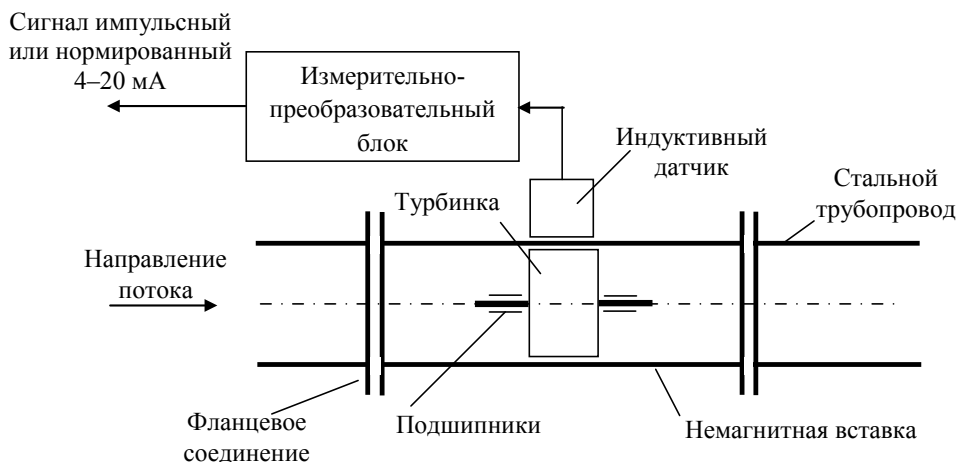 Сигнал импульсный
или нормированный
4–20 мА
Измерительно-
преобразовательный
блок
Индуктивный
датчик
Стальной
трубопровод
Турбинка
Направление
потока
Фланцевое
соединение
Подшипники
Немагнитная вставка